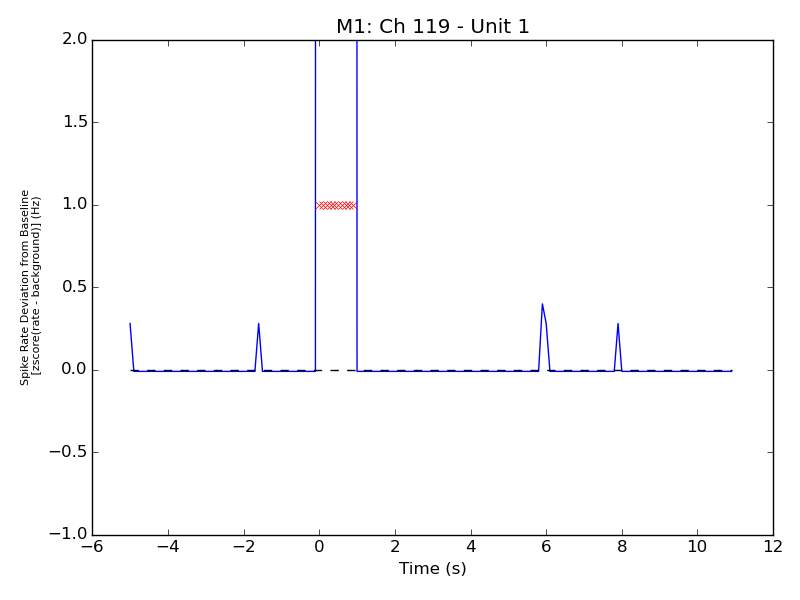 M1: Ch 119 - Unit 1
2.0
1.5
1.0
0.5
0.0
−0.5
−1.0
Spike Rate Deviation from Baseline
[zscore(rate - background)] (Hz)
−6 −4 −2 0 2 4 6 8 10 12
Time (s)